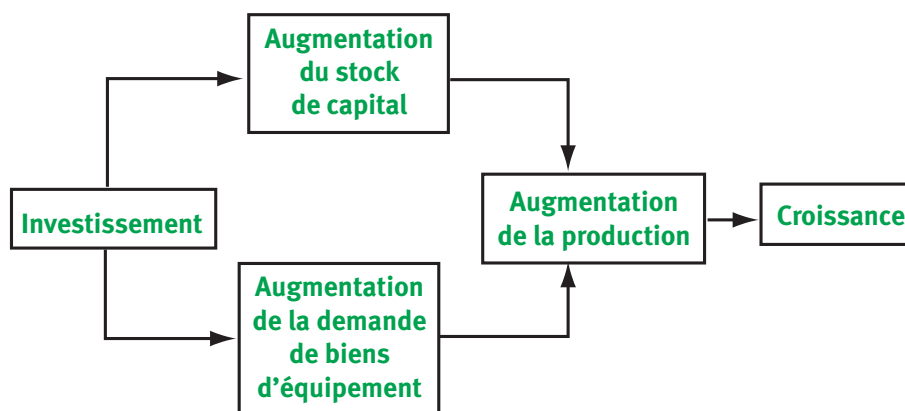 Augmentation
du stock
de capital
Investissement
Augmentation
de la production
Croissance
Augmentation
de la demande
de biens
d’équipement